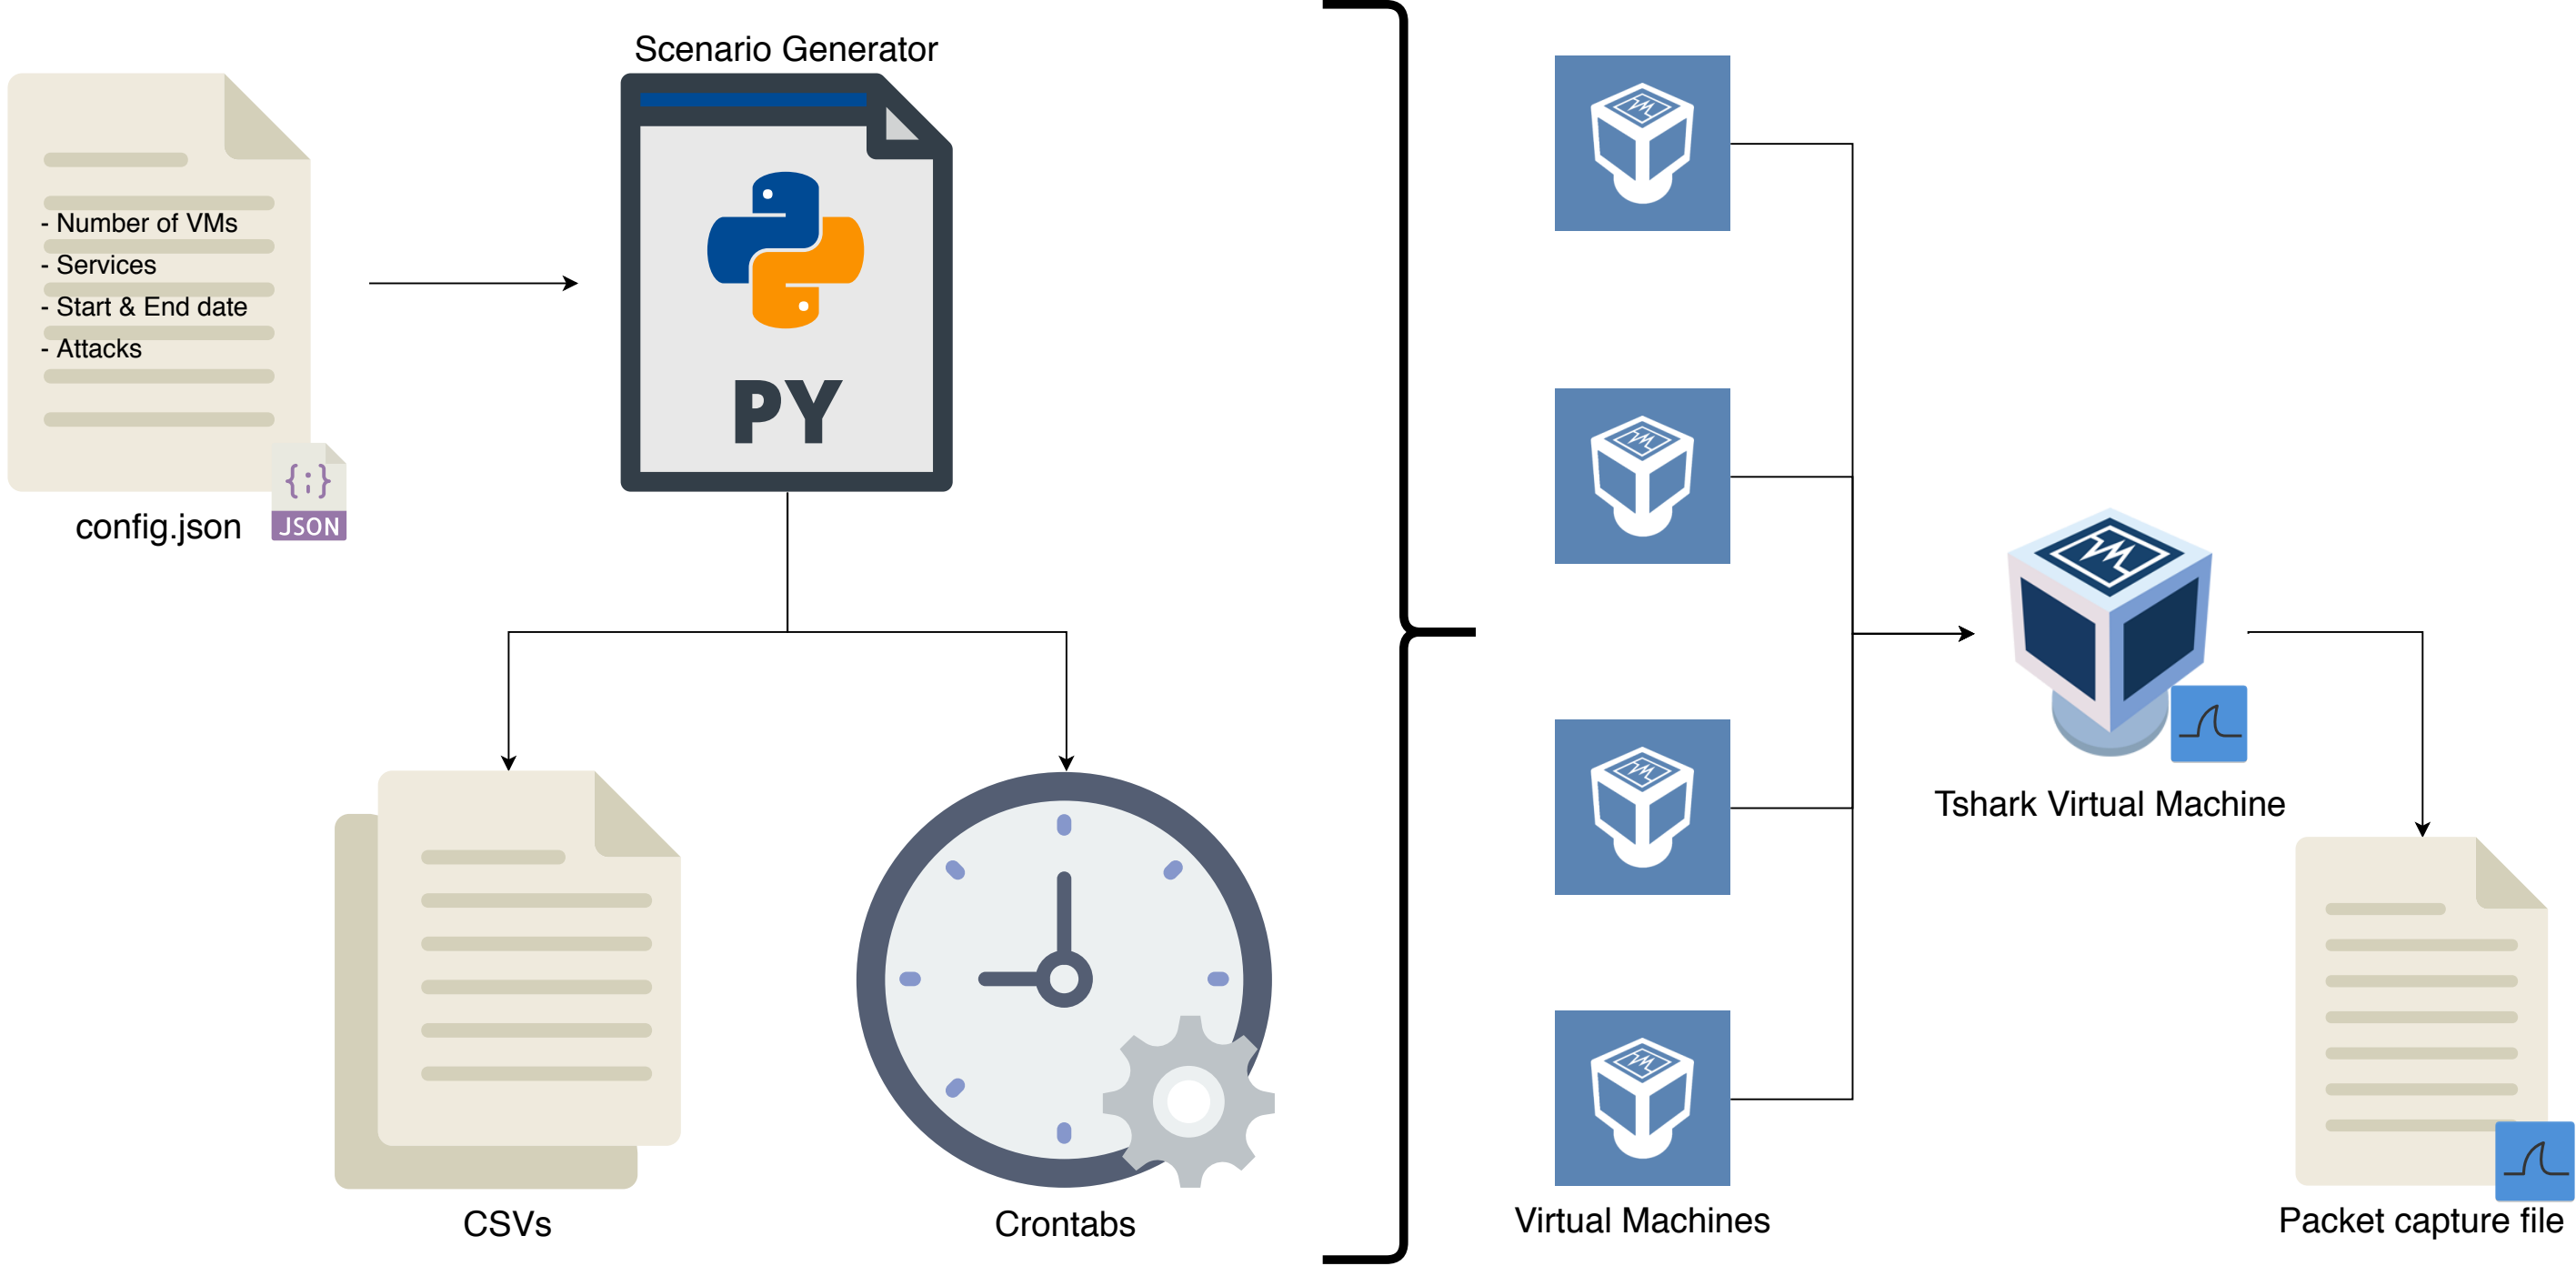 Scenario Generator
- Number of VMs
- Services
- Start & End date
- Attacks
{;}
JSON
config.json
PY
CSVs
Crontabs
Virtual Machines
Tshark Virtual Machine
Packet capture file